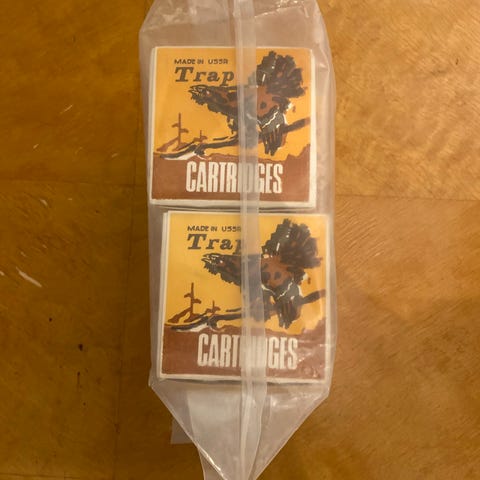 MADE IN USSR
Trap
CARTRIDGES
MADE IN USSR
Trap
CARTRIDGES